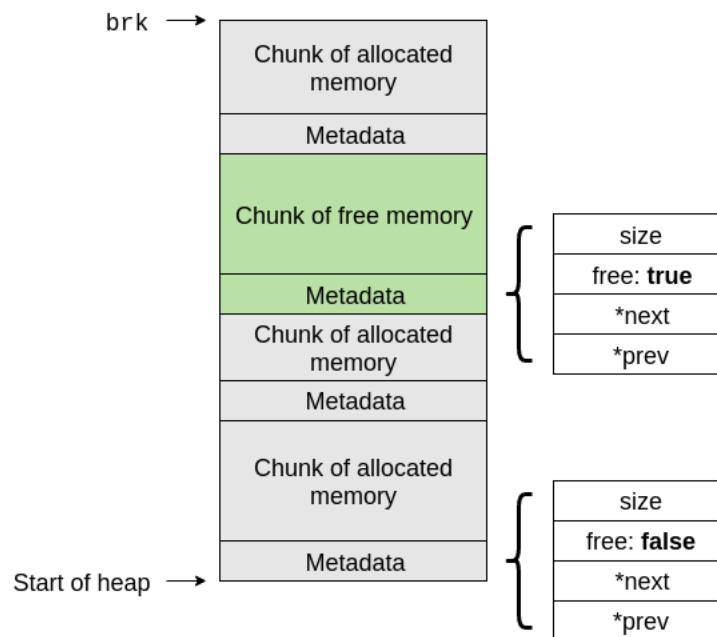 brk
Chunk of allocated
memory
Metadata
Chunk of free memory
Metadata
Chunk of allocated
memory
Metadata
Chunk of allocated
memory
Metadata
Start of heap
size
free: true
*next
*prev
size
free: false
*next
*prev